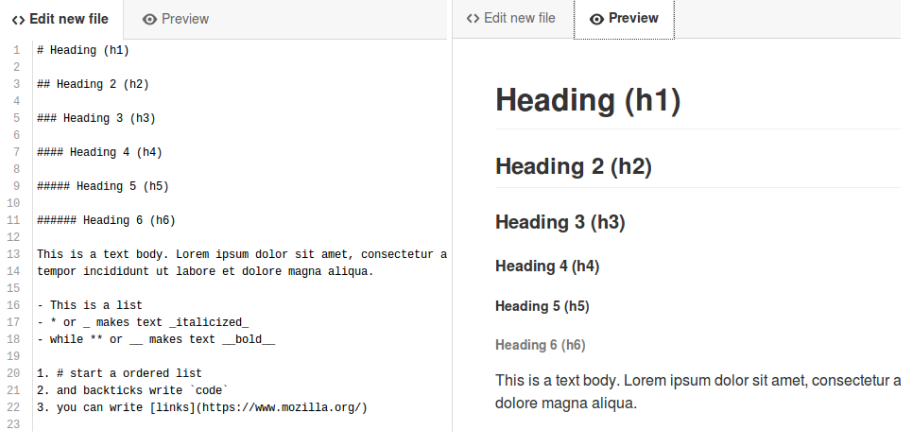 <> Edit new file
Preview
1 # Heading (h1)
2
3 ## Heading 2 (h2)
4
5 ### Heading 3 (h3)
6
7 #### Heading 4 (h4)
8
9 ##### Heading 5 (h5)
10
11 ###### Heading 6 (h6)
12
13 This is a text body. Lorem ipsum dolor sit amet, consectetur a
14 tempor incididunt ut labore et dolore magna aliqua.
15
16 - This is a list
17 - * or _ makes text _italicized_
18 - while ** or __ makes text __bold__
19
20 1. # start a ordered list
21 2. and backticks write `code`
22 3. you can write [links](https://www.mozilla.org/)
23
<> Edit new file
Preview
Heading (h1)
Heading 2 (h2)
Heading 3 (h3)
Heading 4 (h4)
Heading 5 (h5)
Heading 6 (h6)
This is a text body. Lorem ipsum dolor sit amet, consectetur a
dolore magna aliqua.